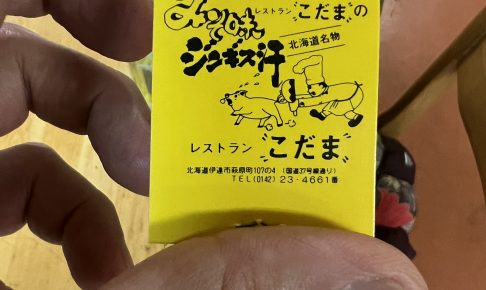 みそ味
レストラン こだまの
ジンギス汗
北海道名物
レストラン こだま
北海道伊達市萩原町107の4 (国道37号線通り)
TEL(0142) 23-4661番